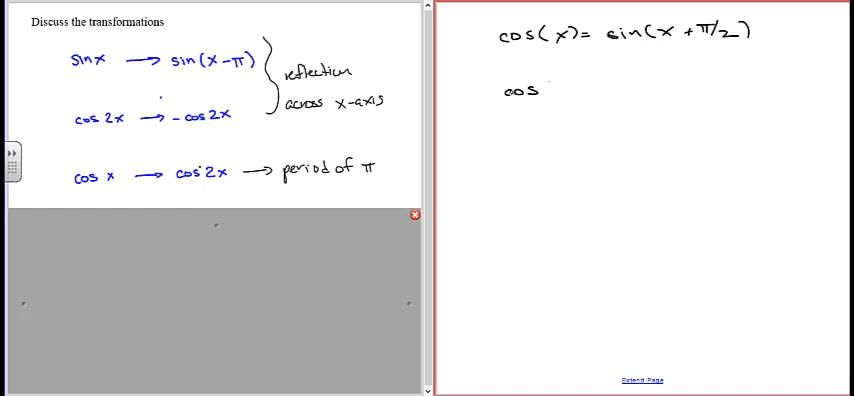 Discuss the transformations
sin x → sin(x-π)
reflection
across x-axis
cos 2x → - cos 2x
cos x → cos 2x → period of π
cos(x) = sin(x + π/2)
cos
Extend Page